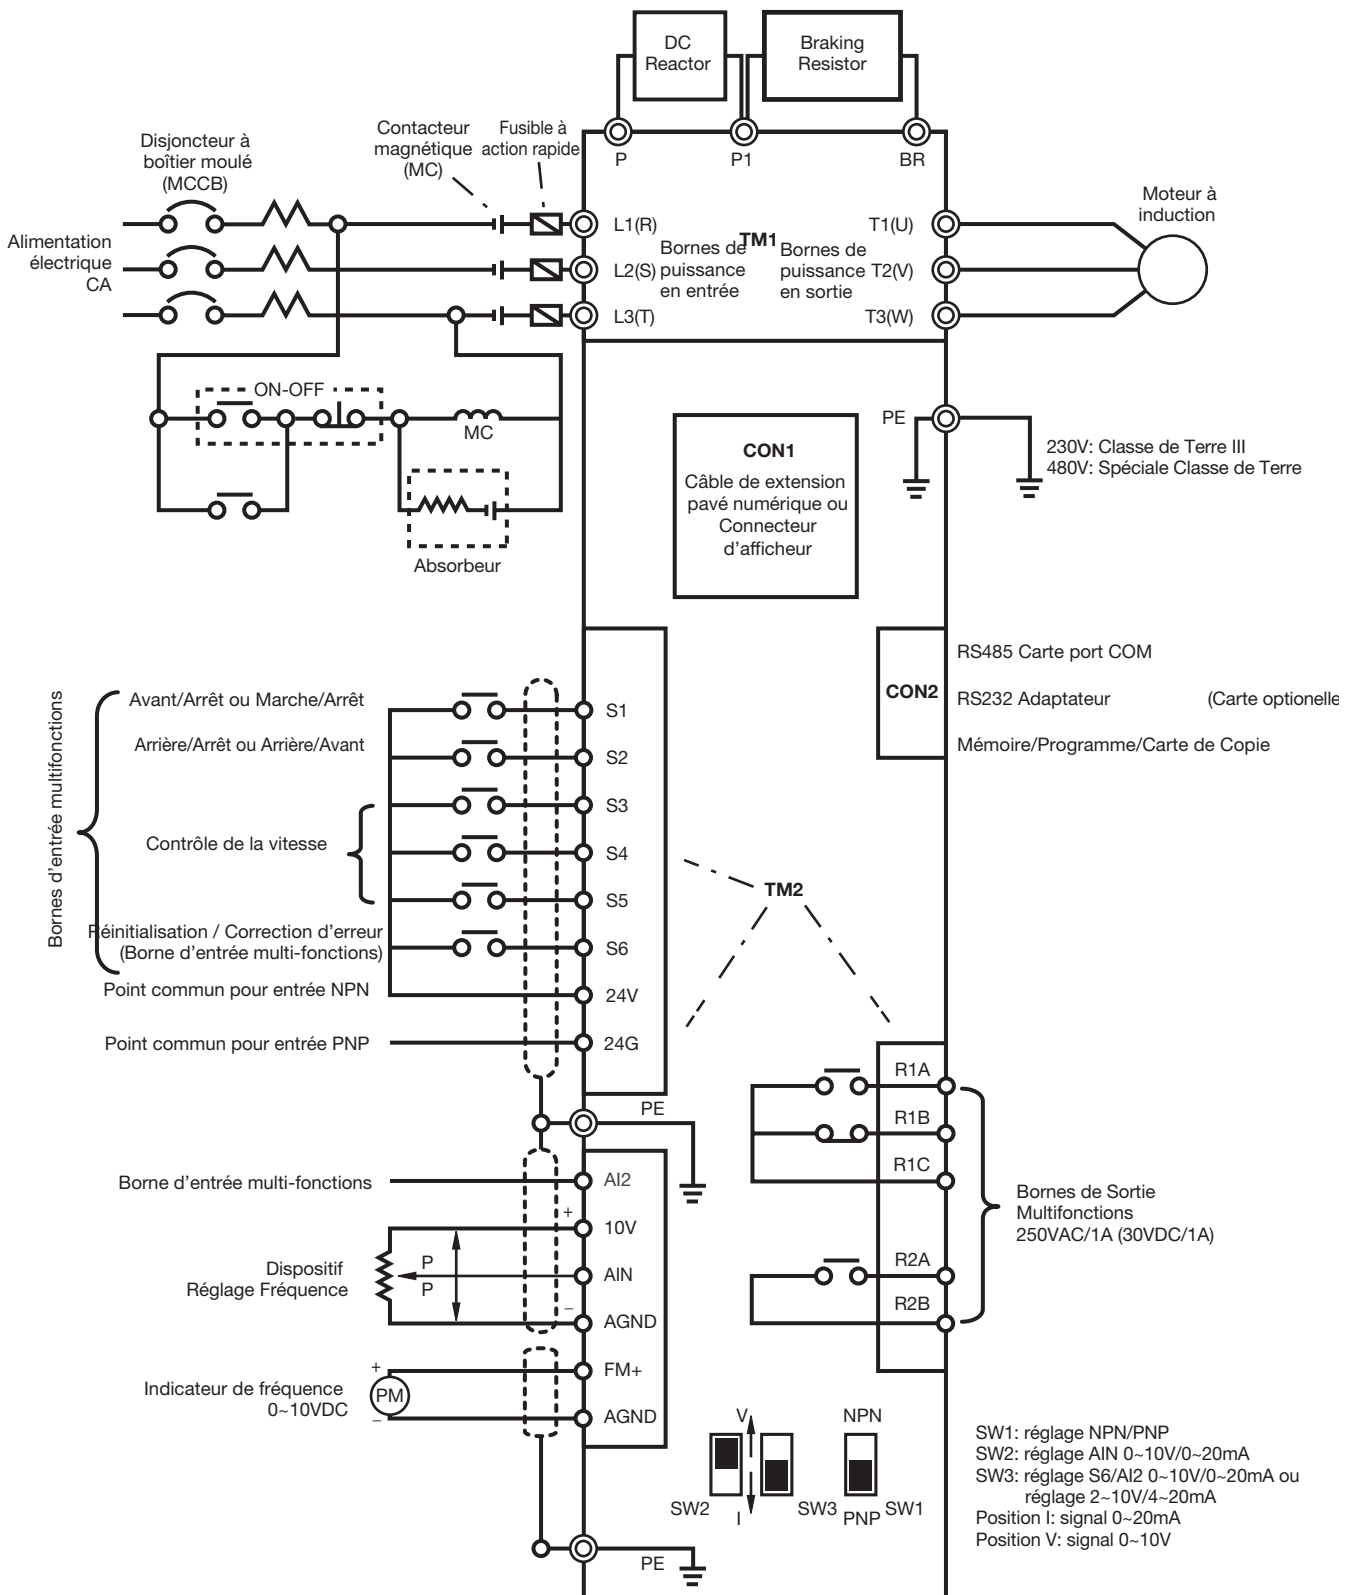 DC
Reactor
Braking
Resistor
P
P1
BR
Disjoncteur à
boîtier moulé
(MCCB)
Contacteur
magnétique
(MC)
Fusible à
action rapide
Alimentation
électrique
CA
L1(R)
L2(S)
L3(T)
Bornes de
puissance
en entrée
TM1
Bornes de
puissance
en sortie
T1(U)
T2(V)
T3(W)
Moteur à
induction
ON-OFF
MC
Absorbeur
CON1
Câble de extension
pavé numérique ou
Connecteur
d'afficheur
PE
230V: Classe de Terre III
480V: Spéciale Classe de Terre
CON2
RS485 Carte port COM
RS232 Adaptateur (Carte optionelle
Mémoire/Programme/Carte de Copie
Bornes d'entrée multifonctions
Avant/Arrêt ou Marche/Arrêt
S1
Arrière/Arrêt ou Arrière/Avant
S2
S3
Contrôle de la vitesse
S4
S5
Réinitialisation / Correction d'erreur
(Borne d'entrée multi-fonctions)
S6
Point commun pour entrée NPN
24V
Point commun pour entrée PNP
24G
TM2
PE
Borne d'entrée multi-fonctions
AI2
+
10V
Dispositif
Réglage Fréquence
P
P
AIN
−
AGND
Indicateur de fréquence
0~10VDC
+
PM
−
FM+
AGND
PE
R1A
R1B
R1C
R2A
R2B
Bornes de Sortie
Multifonctions
250VAC/1A (30VDC/1A)
V
I
SW2
SW3
NPN
PNP
SW1
SW1: réglage NPN/PNP
SW2: réglage AIN 0~10V/0~20mA
SW3: réglage S6/AI2 0~10V/0~20mA ou
réglage 2~10V/4~20mA
Position I: signal 0~20mA
Position V: signal 0~10V